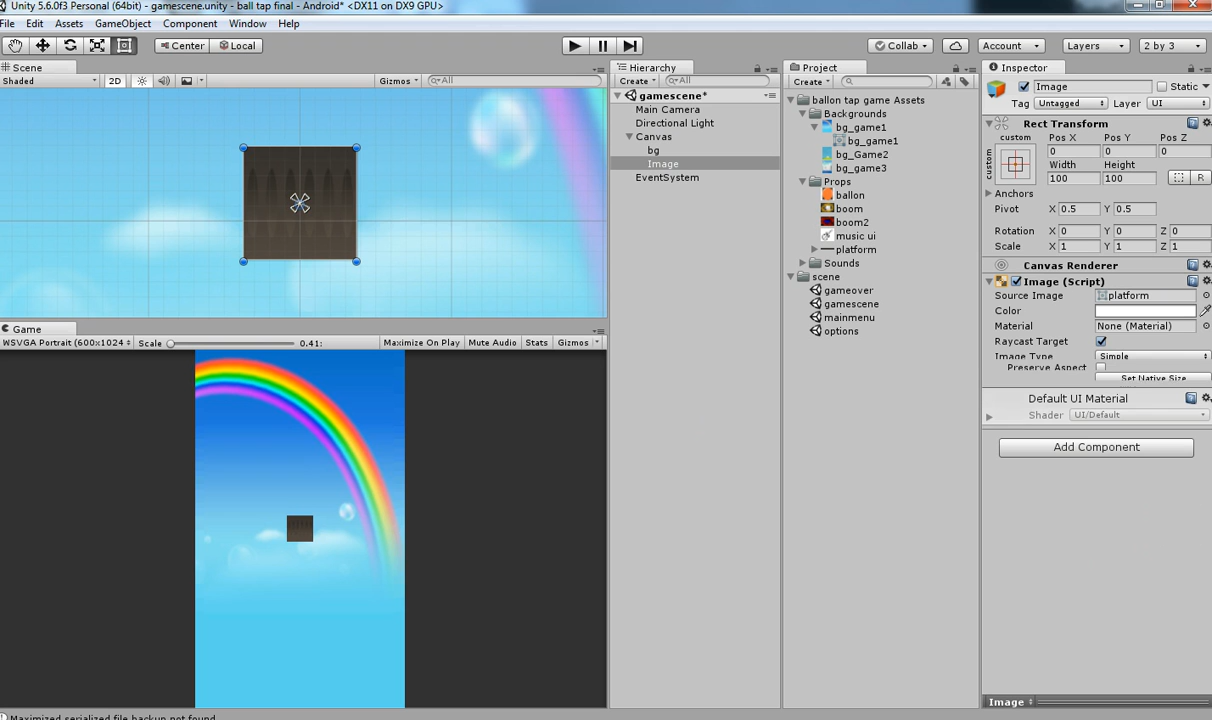 Unity 5.6.0f3 Personal (64bit) - gamescene.unity - ball tap final - Android* <DX11 on DX9 GPU>
File Edit Assets GameObject Component Window Help
Center Local Collab Account Layers 2 by 3
Scene
Shaded 2D Gizmos All
Game
WSVGA Portrait (600x1024 Scale 0.41: Maximize On Play Mute Audio Stats Gizmos
Hierarchy
Create All
gamescene*
Main Camera
Directional Light
Canvas
bg
Image
EventSystem
Project
Create
ballon tap game Assets
Backgrounds
bg_game1
bg_game1
bg_Game2
bg_game3
Props
ballon
boom
boom2
music ui
platform
Sounds
scene
gameover
gamescene
mainmenu
options
Inspector
Image Static
Tag Untagged Layer UI
Rect Transform
custom Pos X Pos Y Pos Z
custom 0 0 0
Width Height
100 100 R
Anchors
Pivot X 0.5 Y 0.5
Rotation X 0 Y 0 Z 0
Scale X 1 Y 1 Z 1
Canvas Renderer
Image (Script)
Source Image platform
Color
Material None (Material)
Raycast Target
Image Type Simple
Preserve Aspect
Set Native Size
Default UI Material
Shader UI/Default
Add Component
Image
Maximized serialized file backup not found